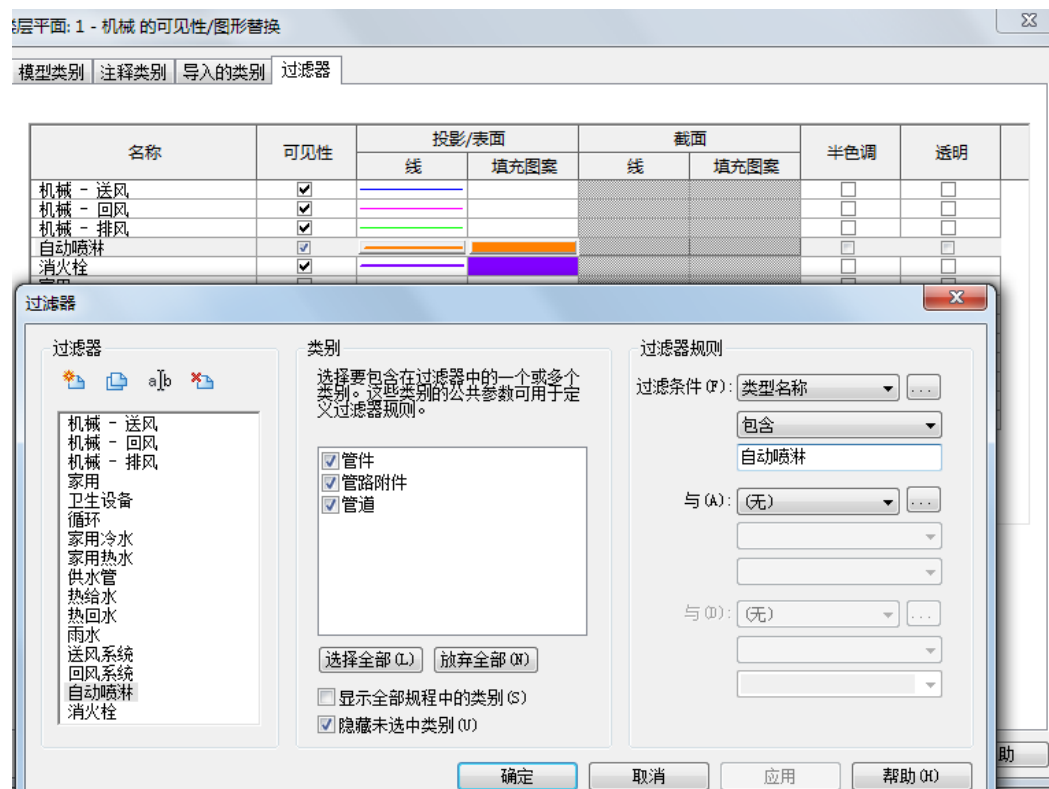 层平面: 1 - 机械 的可见性/图形替换
模型类别 注释类别 导入的类别 过滤器
名称 可见性 投影/表面 截面 半色调 透明
线 填充图案 线 填充图案
机械 - 送风
机械 - 回风
机械 - 排风
自动喷淋
消火栓
家用
过滤器
过滤器
机械 - 送风
机械 - 回风
机械 - 排风
家用
卫生设备
循环
家用冷水
家用热水
供水管
热给水
热回水
雨水
送风系统
回风系统
自动喷淋
消火栓
类别
选择要包含在过滤器中的一个或多个
类别。这些类别的公共参数可用于定
义过滤器规则。
管件
管路附件
管道
选择全部(L) 放弃全部(N)
显示全部规程中的类别(S)
隐藏未选中类别(U)
过滤器规则
过滤条件(F): 类型名称 ...
包含
自动喷淋
与(A): (无) ...
与(D): (无) ...
助
确定 取消 应用 帮助(H)